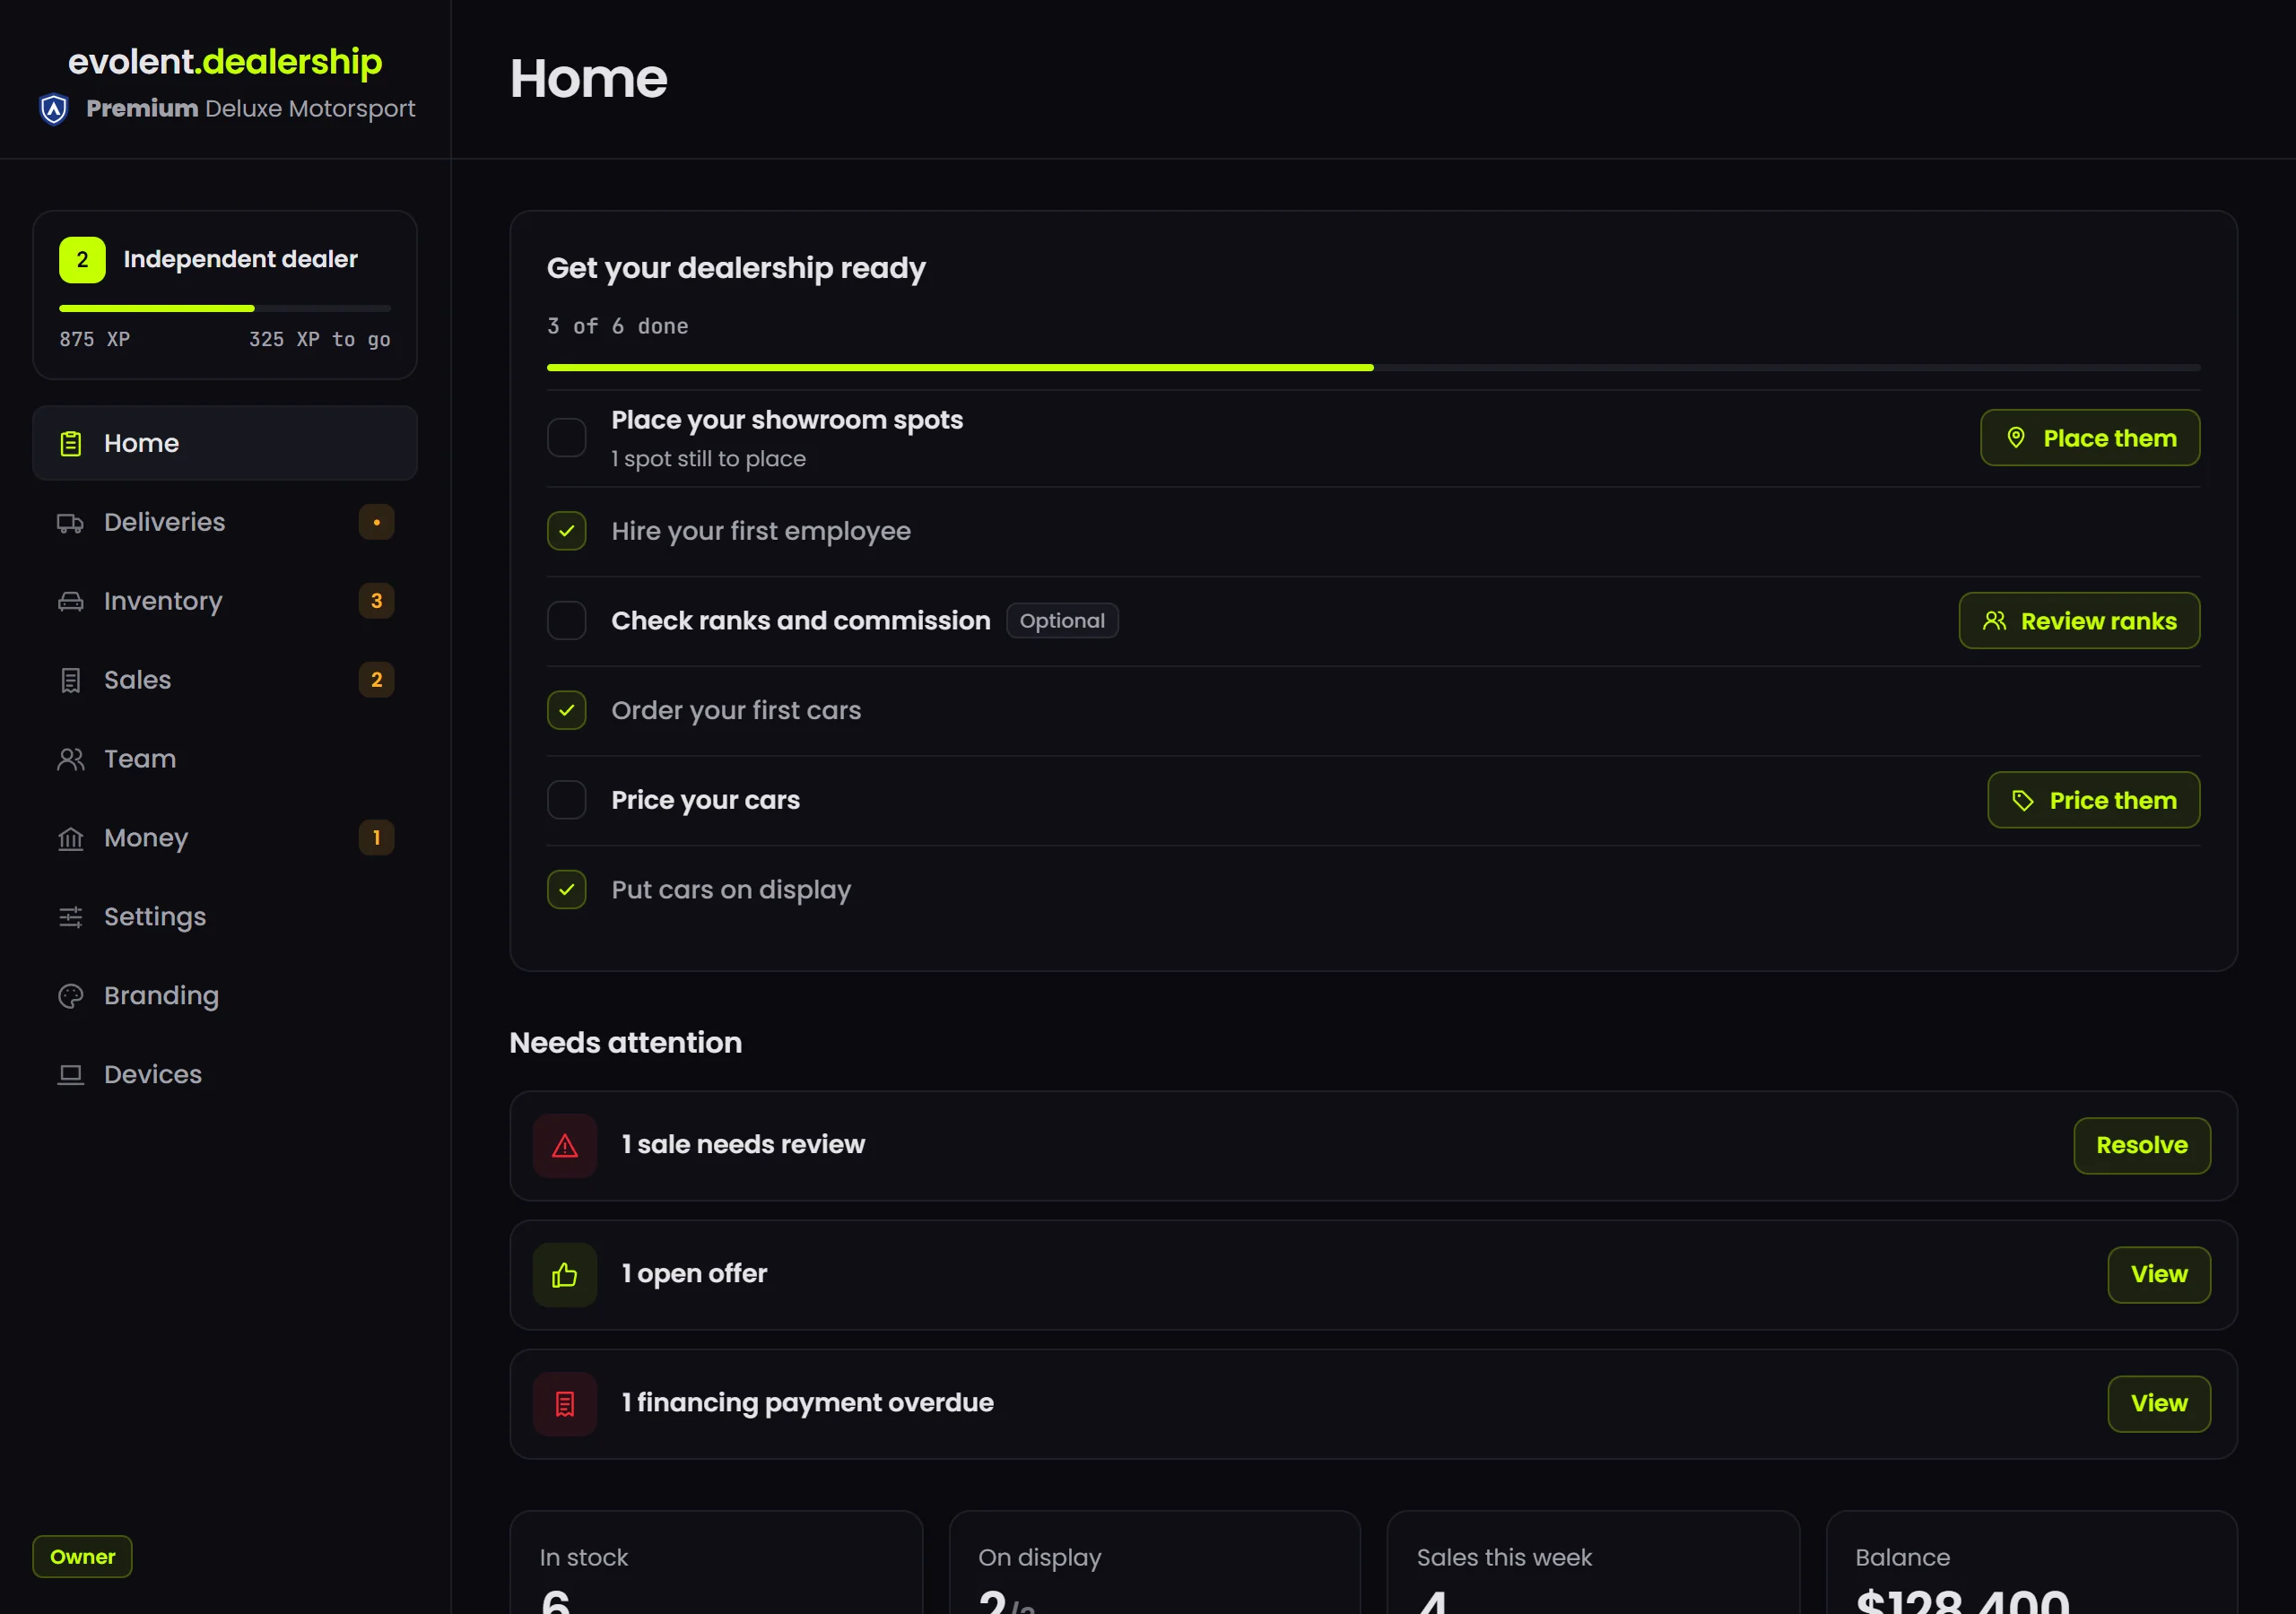 evolent.dealership
Premium Deluxe Motorsport
2 Independent dealer
875 XP 325 XP to go
Home
Deliveries
Inventory 3
Sales 2
Team
Money 1
Settings
Branding
Devices
Owner
Home
Get your dealership ready
3 of 6 done
Place your showroom spots
1 spot still to place
Place them
Hire your first employee
Check ranks and commission Optional
Review ranks
Order your first cars
Price your cars
Price them
Put cars on display
Needs attention
1 sale needs review
Resolve
1 open offer
View
1 financing payment overdue
View
In stock
6
On display
2
Sales this week
4
Balance
$128,400